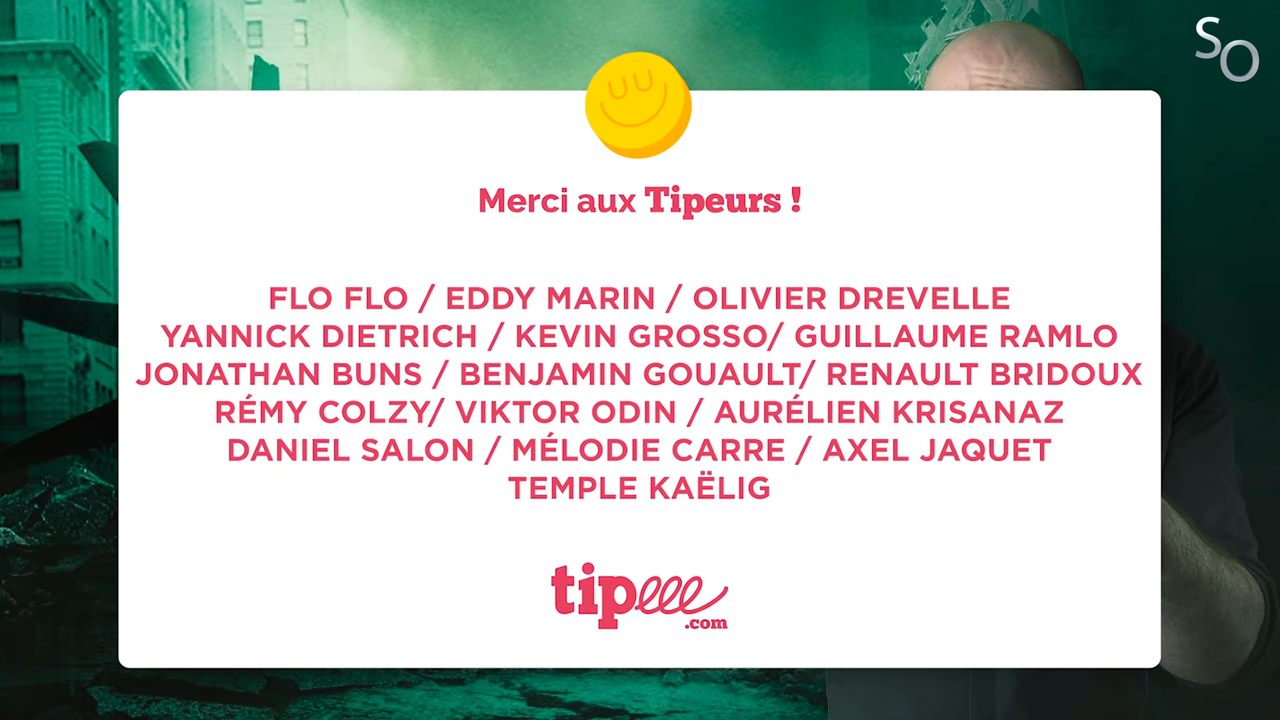 SO
Merci aux Tipeurs !
FLO FLO / EDDY MARIN / OLIVIER DREVELLE
YANNICK DIETRICH / KEVIN GROSSO/ GUILLAUME RAMLO
JONATHAN BUNS / BENJAMIN GOUAULT/ RENAULT BRIDOUX
RÉMY COLZY/ VIKTOR ODIN / AURÉLIEN KRISANAZ
DANIEL SALON / MÉLODIE CARRE / AXEL JAQUET
TEMPLE KAËLIG
tipeee
.com